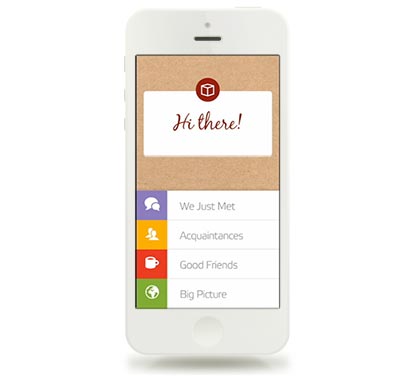 Hi there!
We Just Met
Acquaintances
Good Friends
Big Picture